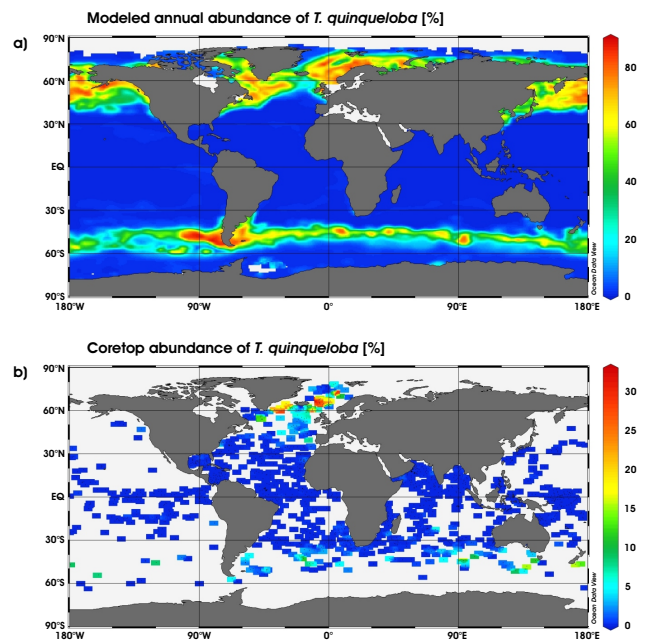 Modeled annual abundance of T. quinqueloba [%]
a)
90°N
60°N
30°N
EQ
30°S
60°S
90°S
180°W
90°W
0°
90°E
180°E
80
60
40
20
0
Ocean Data View
Coretop abundance of T. quinqueloba [%]
b)
90°N
60°N
30°N
EQ
30°S
60°S
90°S
180°W
90°W
0°
90°E
180°E
30
25
20
15
10
5
0
Ocean Data View